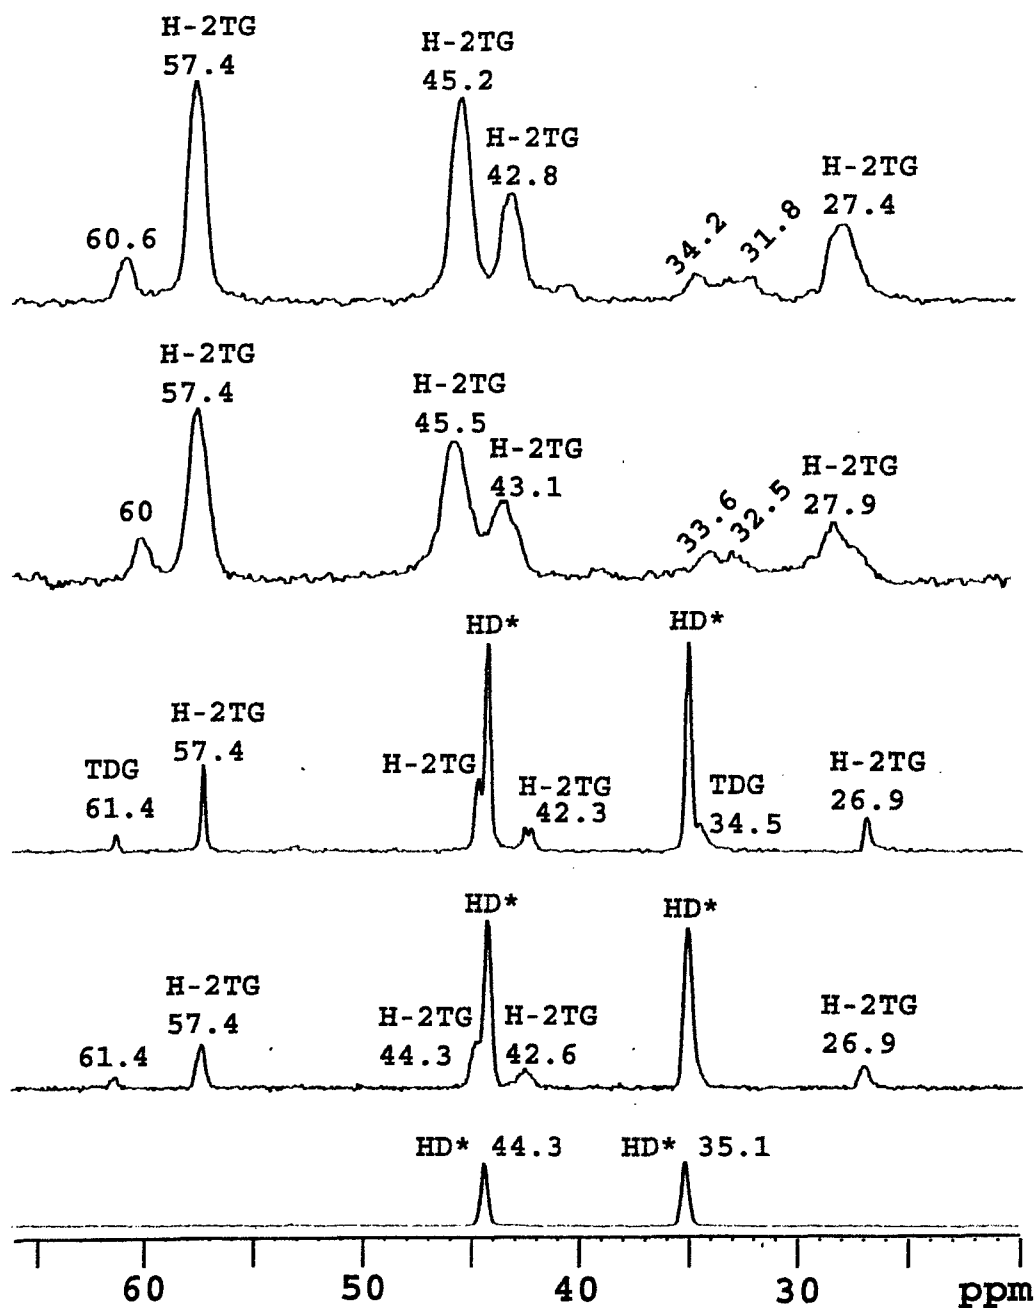 H-2TG
57.4
H-2TG
45.2
H-2TG
42.8
H-2TG
27.4
60.6
34.2
31.8
H-2TG
57.4
H-2TG
45.5
H-2TG
43.1
H-2TG
27.9
60
33.6
32.5
HD*
HD*
H-2TG
57.4
TDG
61.4
H-2TG
H-2TG
42.3
TDG
34.5
H-2TG
26.9
HD*
HD*
H-2TG
57.4
61.4
H-2TG
44.3
H-2TG
42.6
H-2TG
26.9
HD* 44.3
HD* 35.1
60
50
40
30
ppm